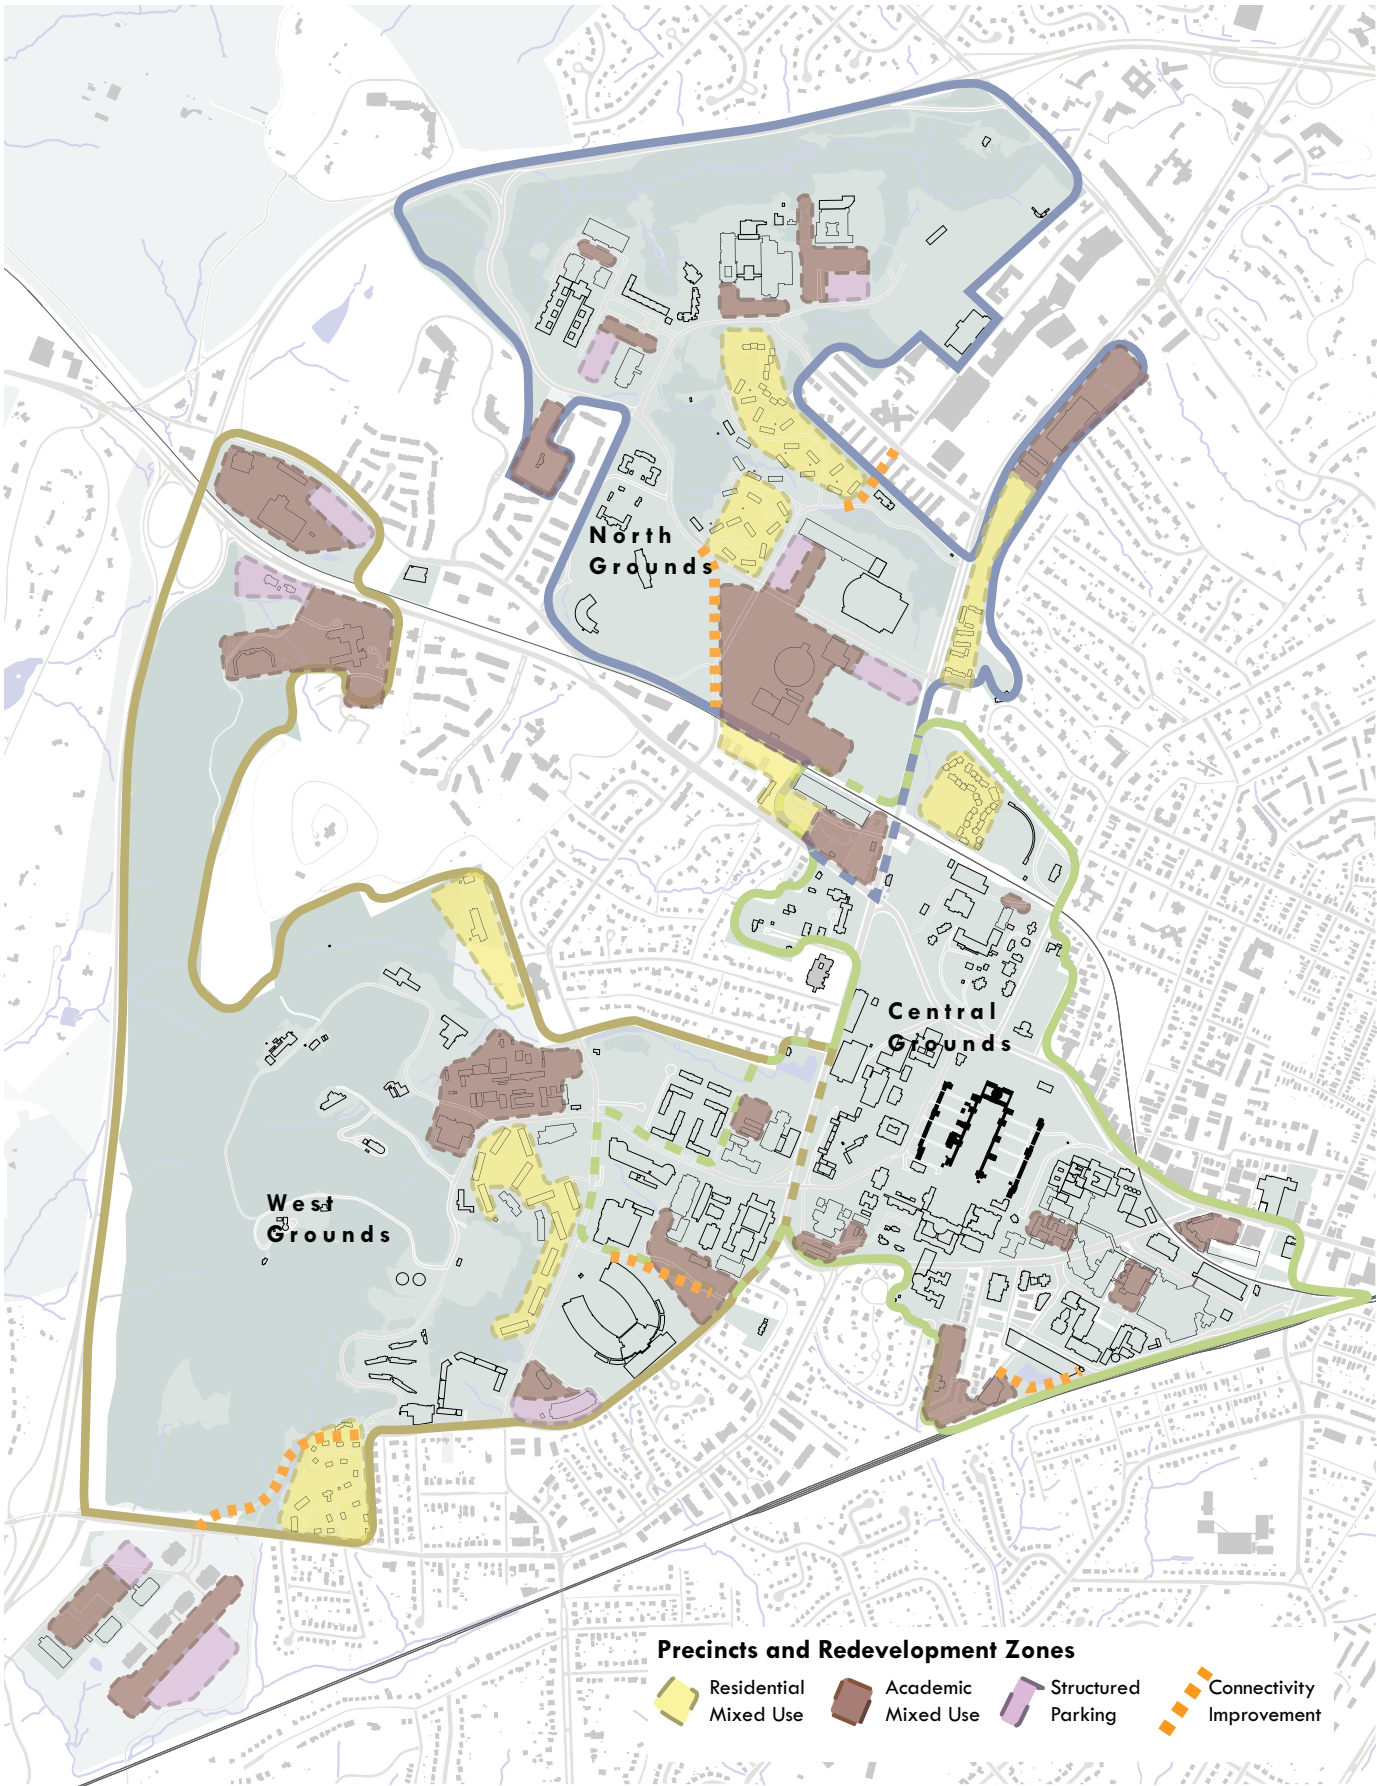 North
Grounds
Central
Grounds
West
Grounds
Precincts and Redevelopment Zones
Residential
Mixed Use
Academic
Mixed Use
Structured
Parking
Connectivity
Improvement